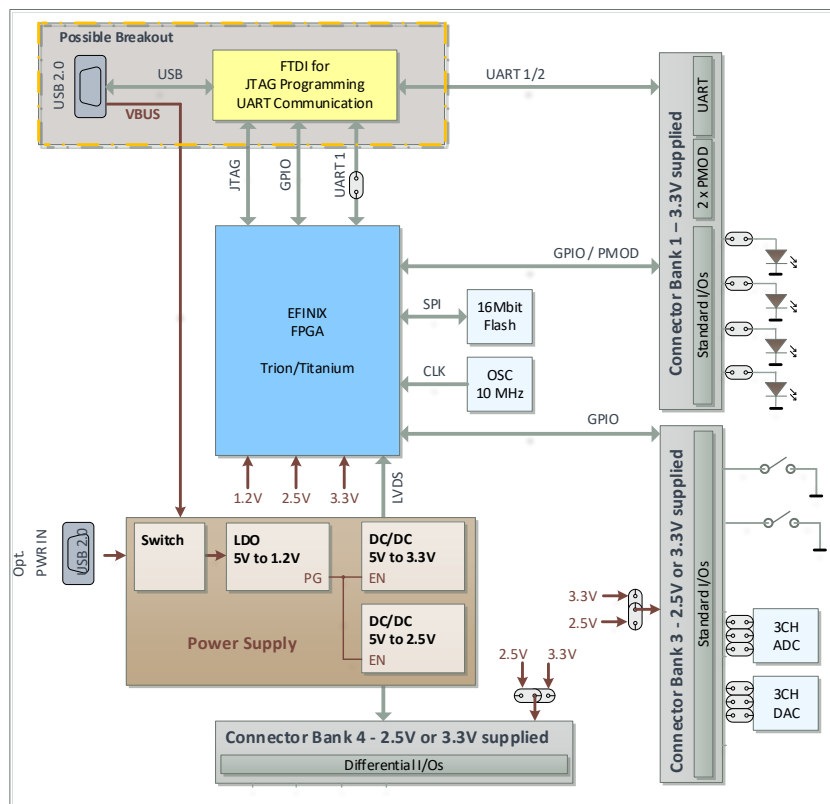 Possible Breakout
USB 2.0
USB
VBUS
FTDI for
JTAG Programming
UART Communication
UART 1/2
JTAG
GPIO
UART 1
Connector Bank 1 – 3.3V supplied
UART
2 x PMOD
Standard I/Os
GPIO / PMOD
EFINIX
FPGA
Trion/Titanium
SPI
16Mbit
Flash
CLK
OSC
10 MHz
GPIO
1.2V
2.5V
3.3V
LVDS
Opt.
PWR IN
USB 2.0
Switch
LDO
5V to 1.2V
PG
DC/DC
5V to 3.3V
EN
DC/DC
5V to 2.5V
EN
Power Supply
Connector Bank 3 - 2.5V or 3.3V supplied
Standard I/Os
3.3V
2.5V
3CH
ADC
3CH
DAC
2.5V
3.3V
Connector Bank 4 - 2.5V or 3.3V supplied
Differential I/Os